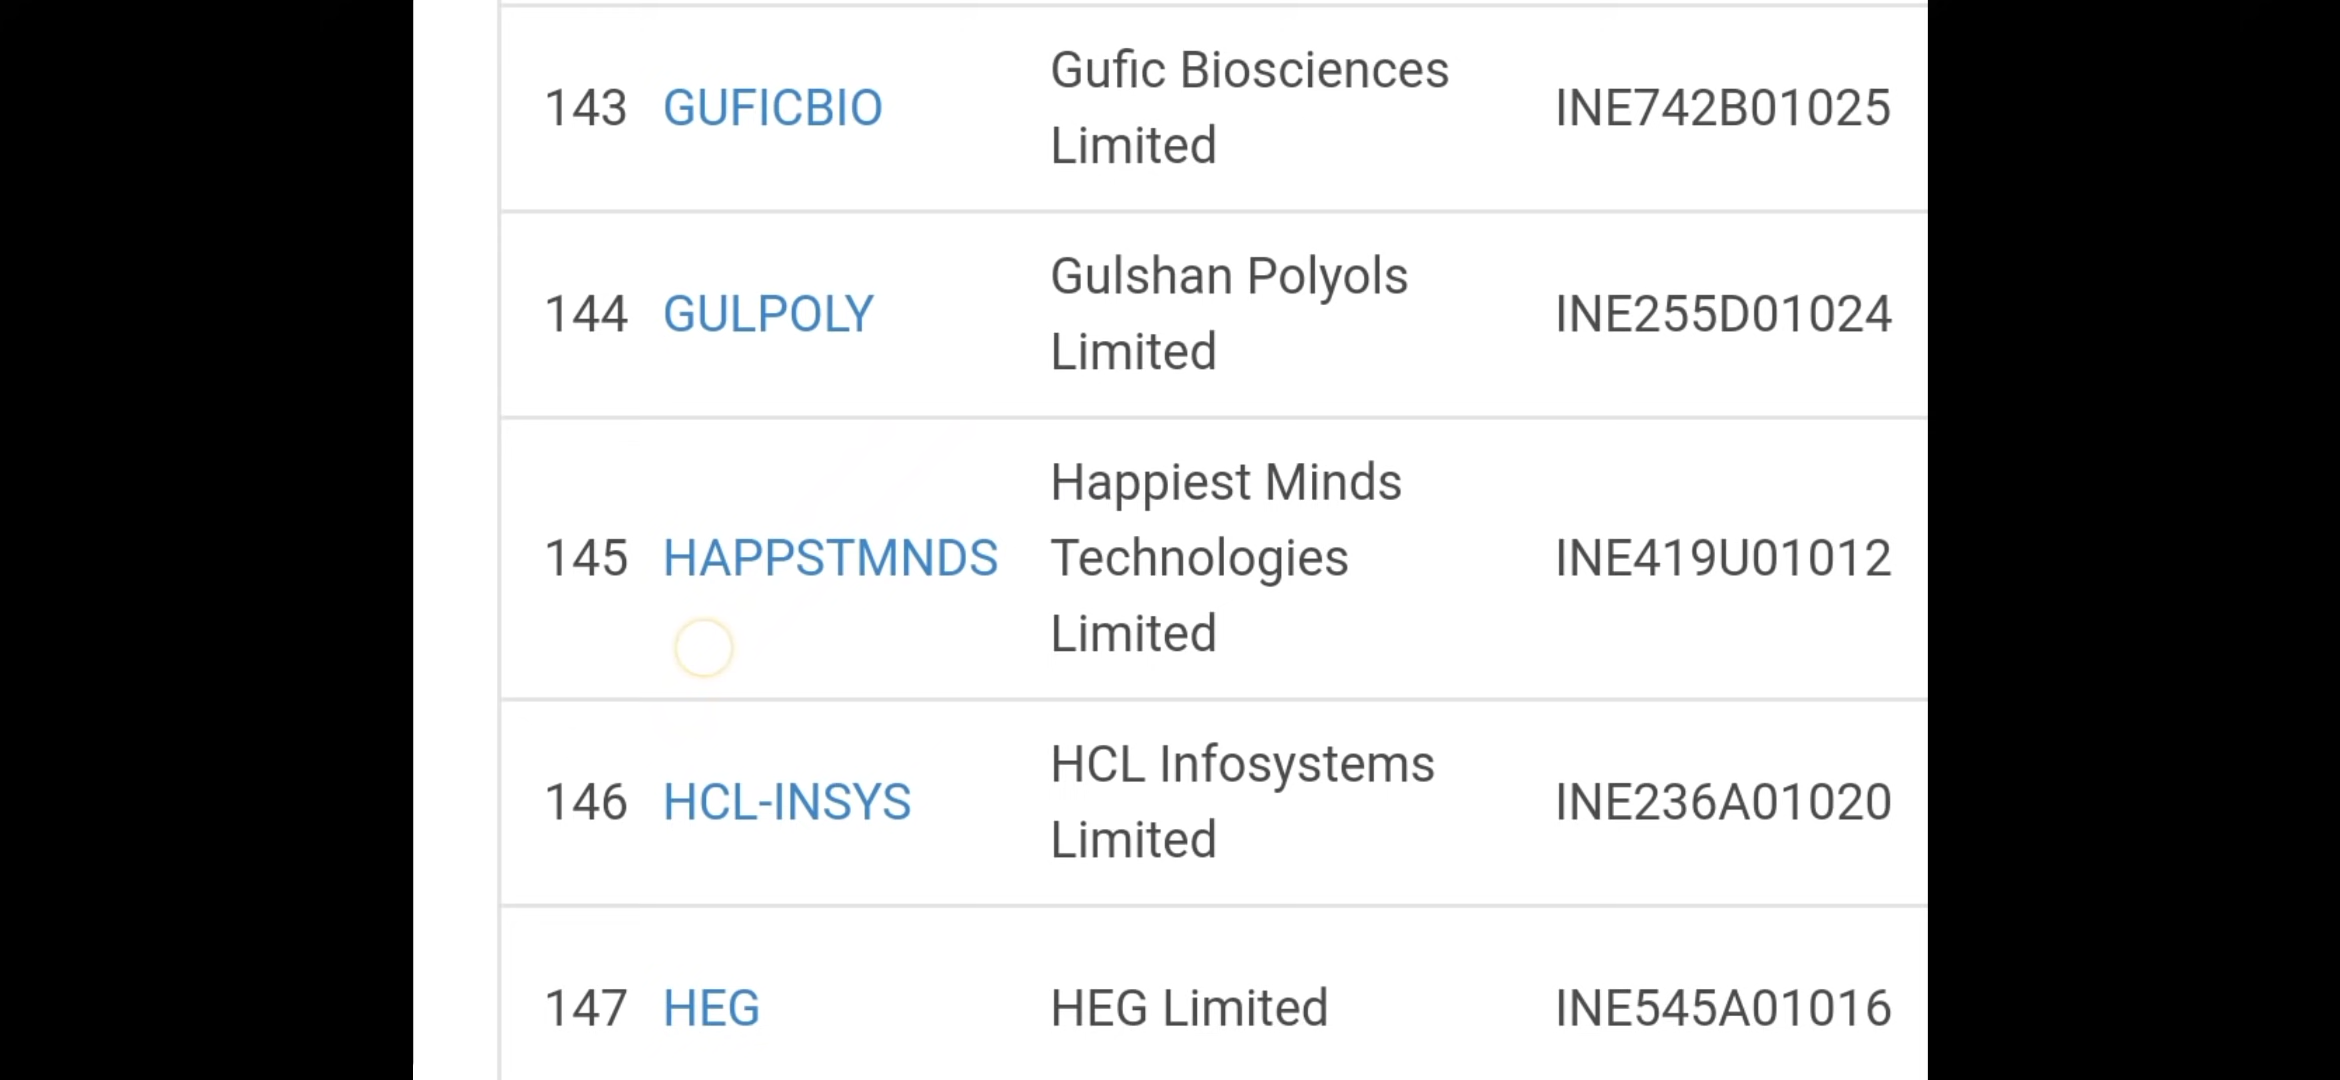 143 GUFICBIO Gufic Biosciences Limited INE742B01025
144 GULPOLY Gulshan Polyols Limited INE255D01024
145 HAPPSTMNDS Happiest Minds Technologies Limited INE419U01012
146 HCL-INSYS HCL Infosystems Limited INE236A01020
147 HEG HEG Limited INE545A01016